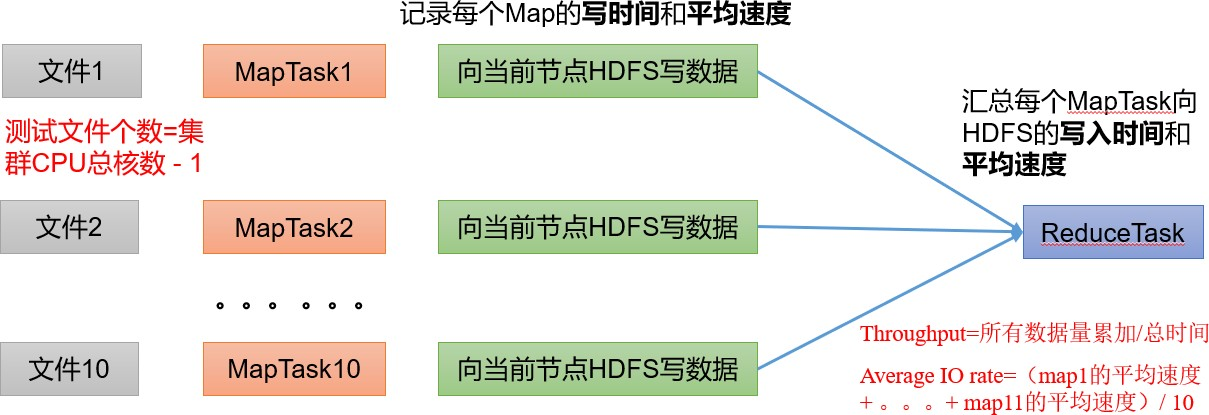 记录每个Map的写时间和平均速度
文件1
MapTask1
向当前节点HDFS写数据
测试文件个数=集
群CPU总核数 - 1
汇总每个MapTask向
HDFS的写入时间和
平均速度
文件2
MapTask2
向当前节点HDFS写数据
ReduceTask
。。。 。。。
文件10
MapTask10
向当前节点HDFS写数据
Throughput=所有数据量累加/总时间
Average IO rate=（map1的平均速度
+ 。。。+ map11的平均速度）/ 10